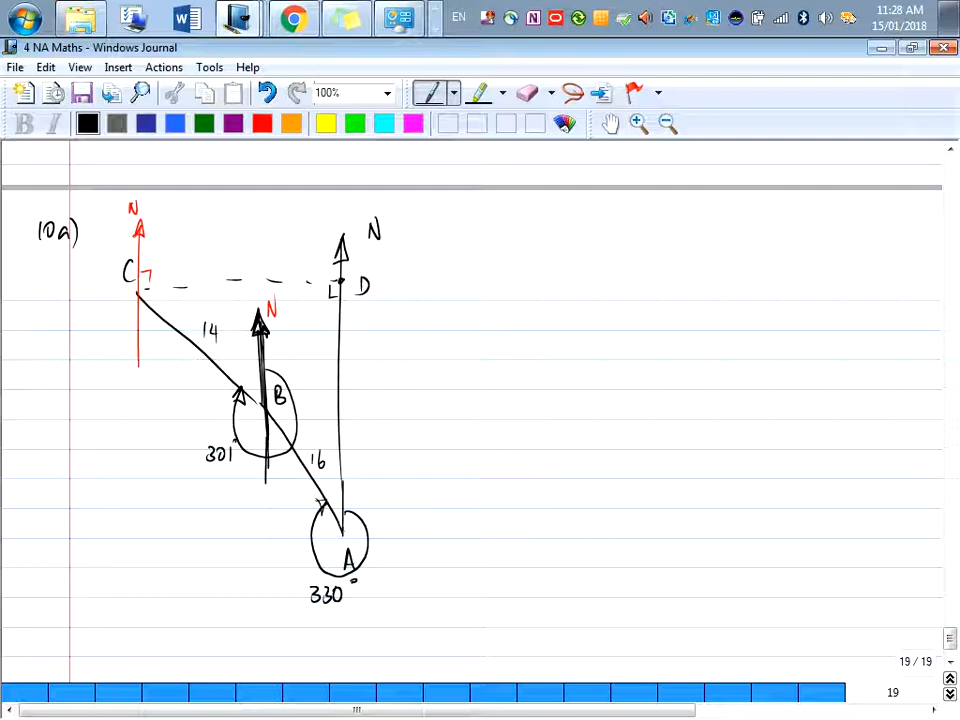 EN
11:28 AM
15/01/2018
4 NA Maths - Windows Journal
File Edit View Insert Actions Tools Help
100%
B I
10a)
N
N
C
D
N
14
B
301°
16
A
330°
19 / 19
19